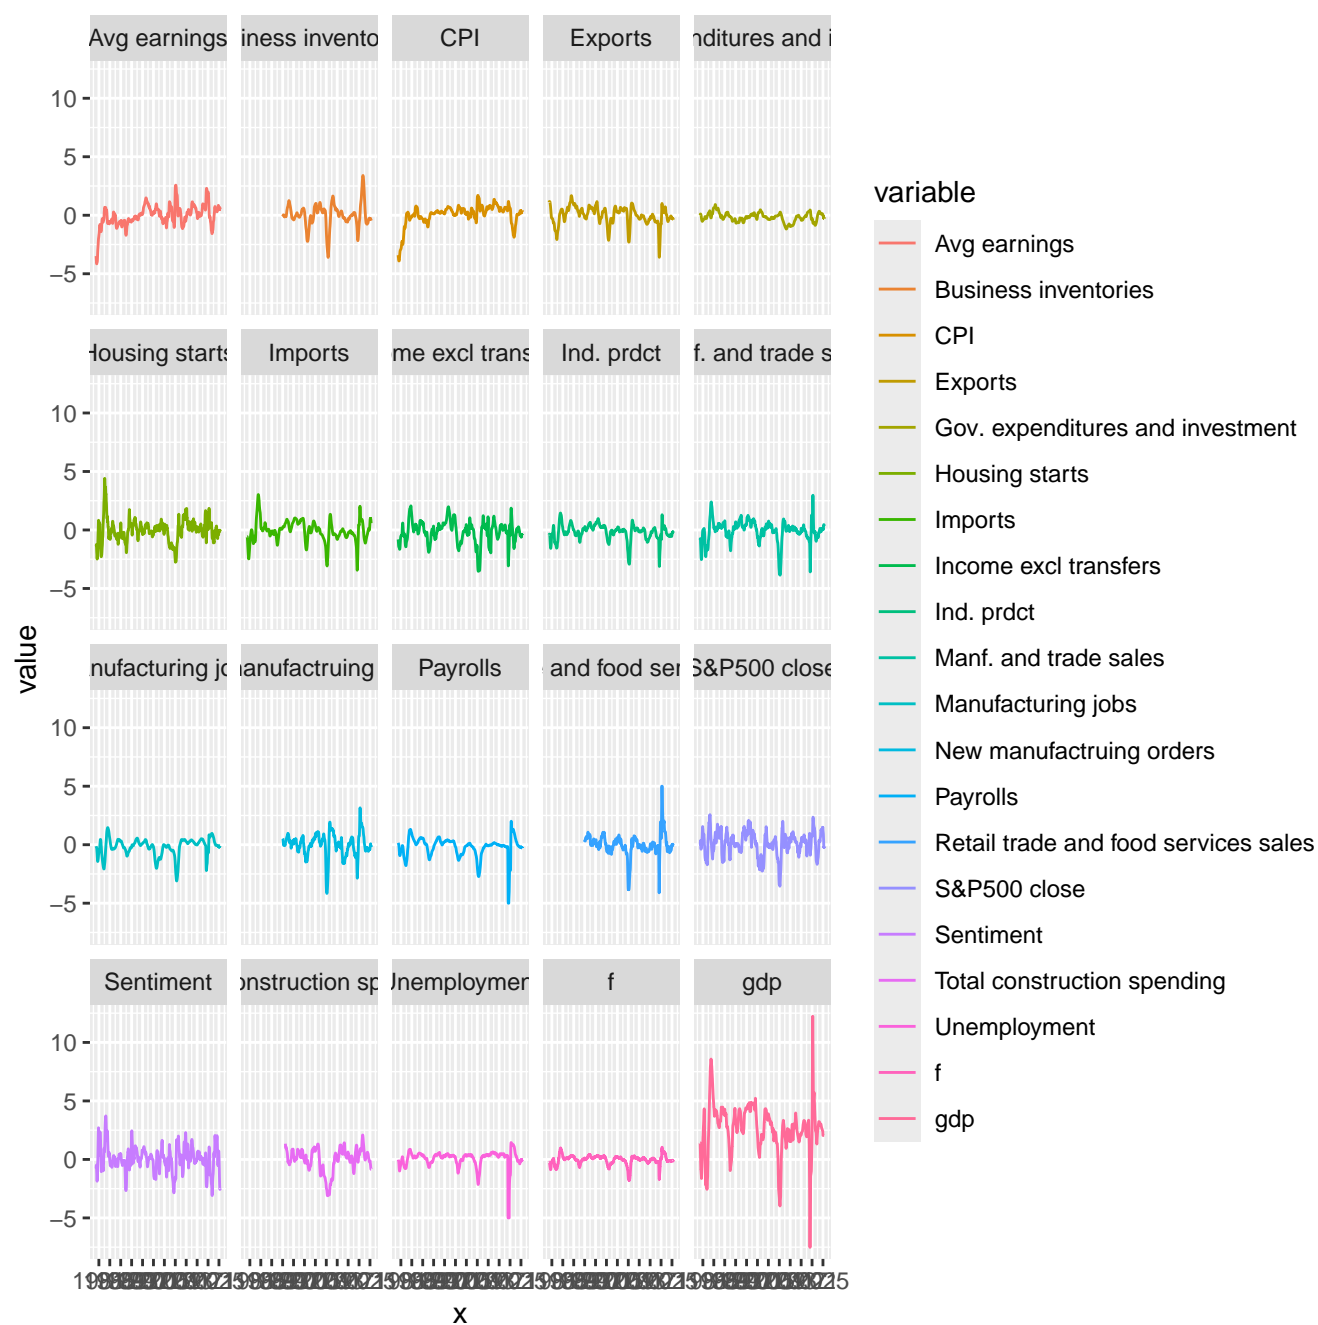 Avg earnings
iness invento
CPI
Exports
nditures and i
10
5
0
−5
Housing starts
Imports
me excl trans
Ind. prdct
f. and trade s
10
5
0
−5
nufacturing jo
anufactruing
Payrolls
and food ser
S&P500 close
10
5
0
−5
Sentiment
onstruction sp
Unemploymen
f
gdp
10
5
0
−5
x
value
variable
Avg earnings
Business inventories
CPI
Exports
Gov. expenditures and investment
Housing starts
Imports
Income excl transfers
Ind. prdct
Manf. and trade sales
Manufacturing jobs
New manufactruing orders
Payrolls
Retail trade and food services sales
S&P500 close
Sentiment
Total construction spending
Unemployment
f
gdp